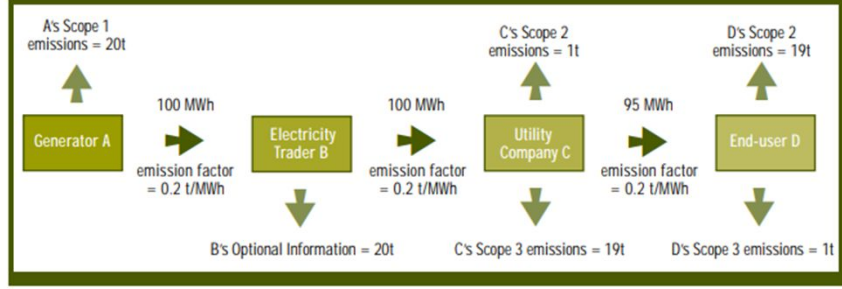 A's Scope 1
emissions = 20t
C's Scope 2
emissions = 1t
D's Scope 2
emissions = 19t
100 MWh
100 MWh
95 MWh
Generator A
Electricity
Trader B
Utility
Company C
End-user D
emission factor
= 0.2 t/MWh
emission factor
= 0.2 t/MWh
emission factor
= 0.2 t/MWh
B's Optional Information = 20t
C's Scope 3 emissions = 19t
D's Scope 3 emissions = 1t